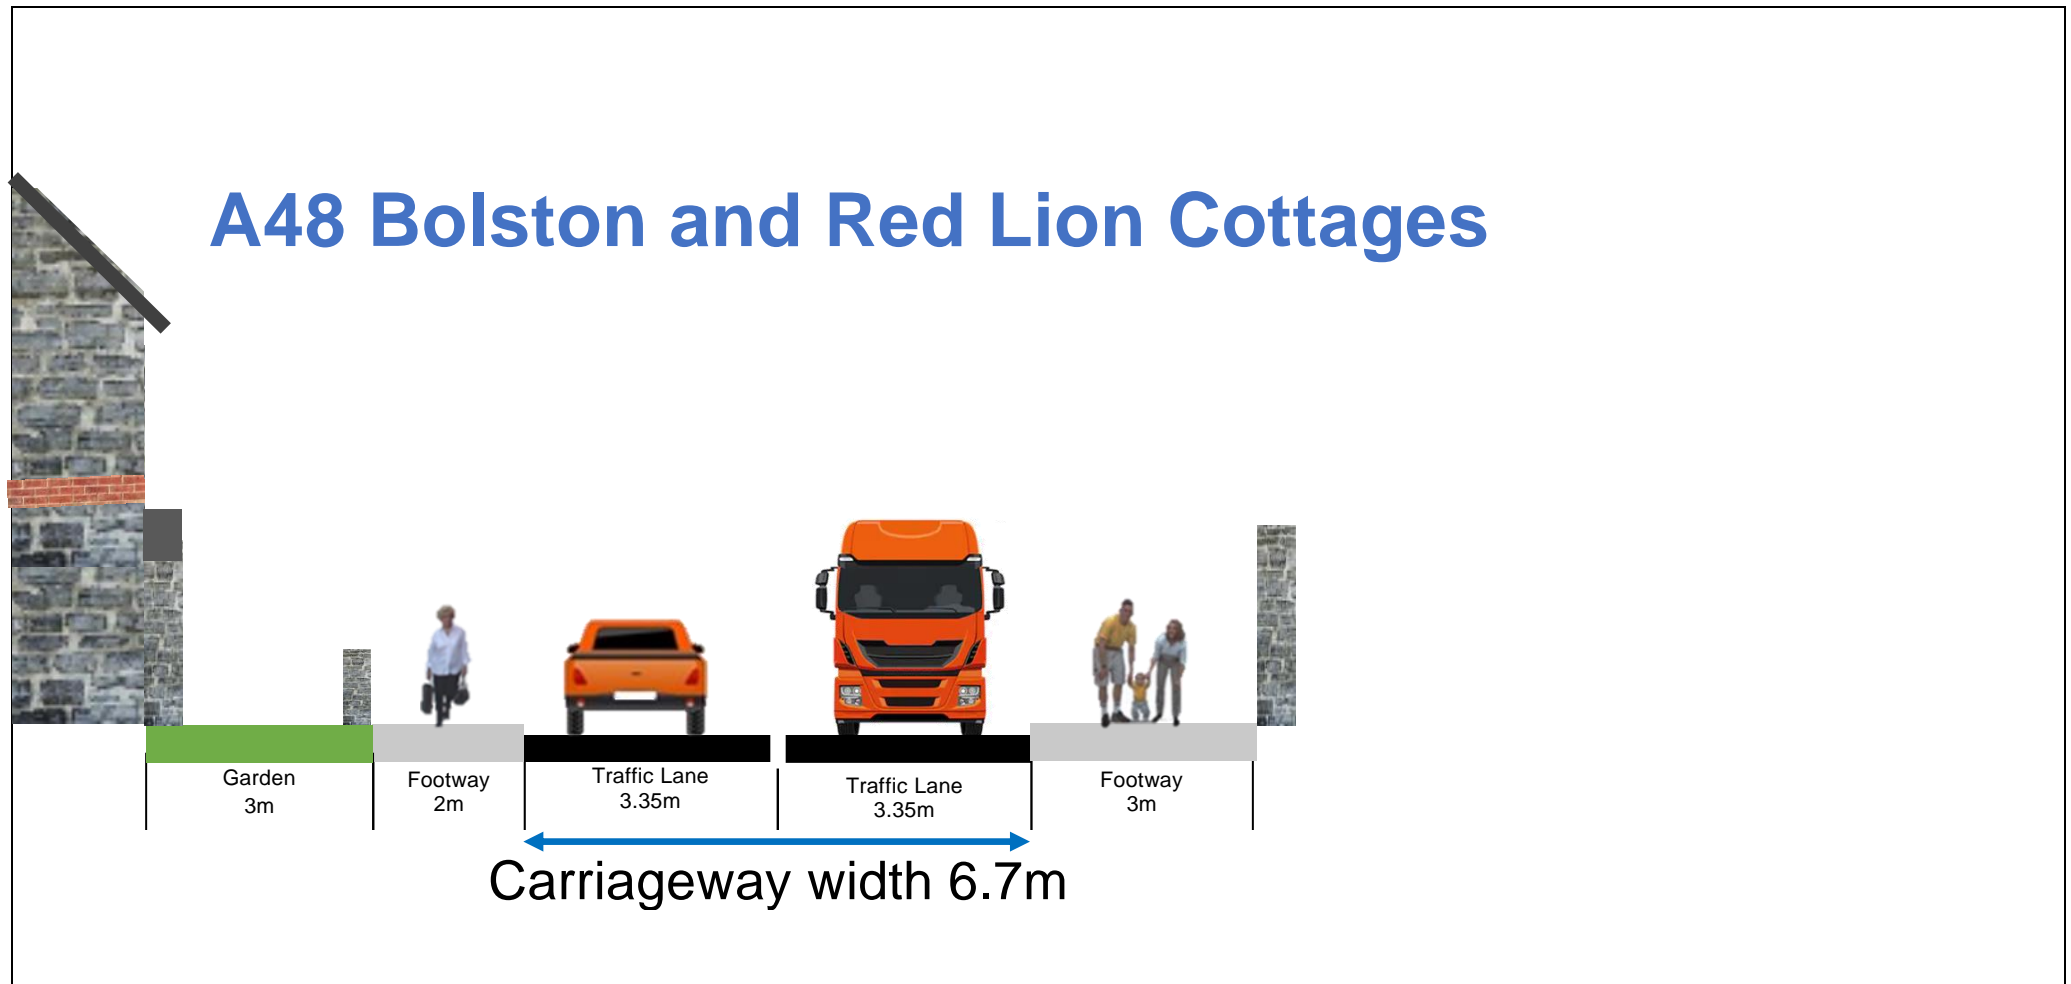 A48 Bolston and Red Lion Cottages
Garden
3m
Footway
2m
Traffic Lane
3.35m
Traffic Lane
3.35m
Footway
3m
Carriageway width 6.7m